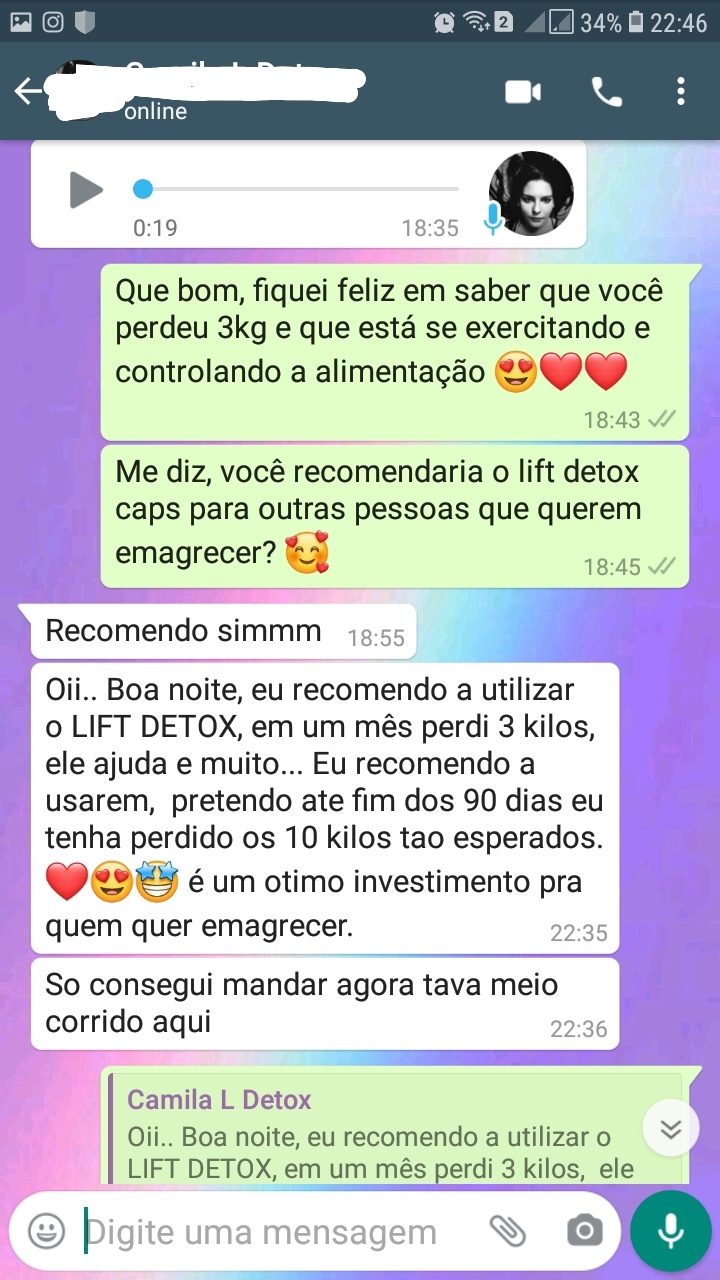 2 34% 22:46
online
0:19 18:35
Que bom, fiquei feliz em saber que você
perdeu 3kg e que está se exercitando e
controlando a alimentação 😍❤️❤️
18:43
Me diz, você recomendaria o lift detox
caps para outras pessoas que querem
emagrecer? 🥰
18:45
Recomendo simmm 18:55
Oii.. Boa noite, eu recomendo a utilizar
o LIFT DETOX, em um mês perdi 3 kilos,
ele ajuda e muito... Eu recomendo a
usarem, pretendo ate fim dos 90 dias eu
tenha perdido os 10 kilos tao esperados.
❤️😍🤩 é um otimo investimento pra
quem quer emagrecer. 22:35
So consegui mandar agora tava meio
corrido aqui 22:36
Camila L Detox
Oii.. Boa noite, eu recomendo a utilizar o
LIFT DETOX, em um mês perdi 3 kilos, ele
Digite uma mensagem